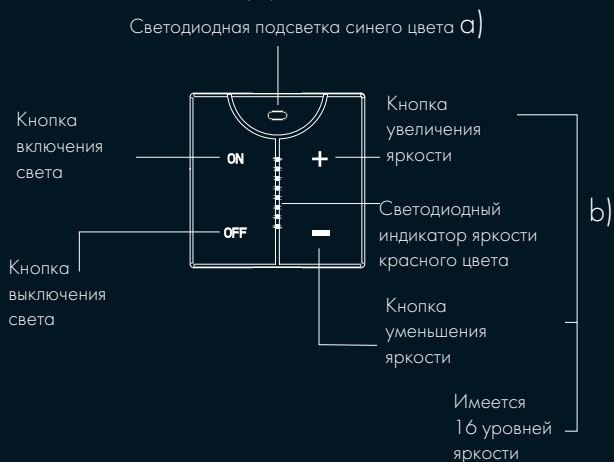 Светодиодная подсветка синего цвета a)
Кнопка
включения
света
Кнопка
увеличения
яркости
ON
+
Светодиодный
индикатор яркости
красного цвета
b)
OFF
−
Кнопка
выключения
света
Кнопка
уменьшения
яркости
Имеется
16 уровней
яркости